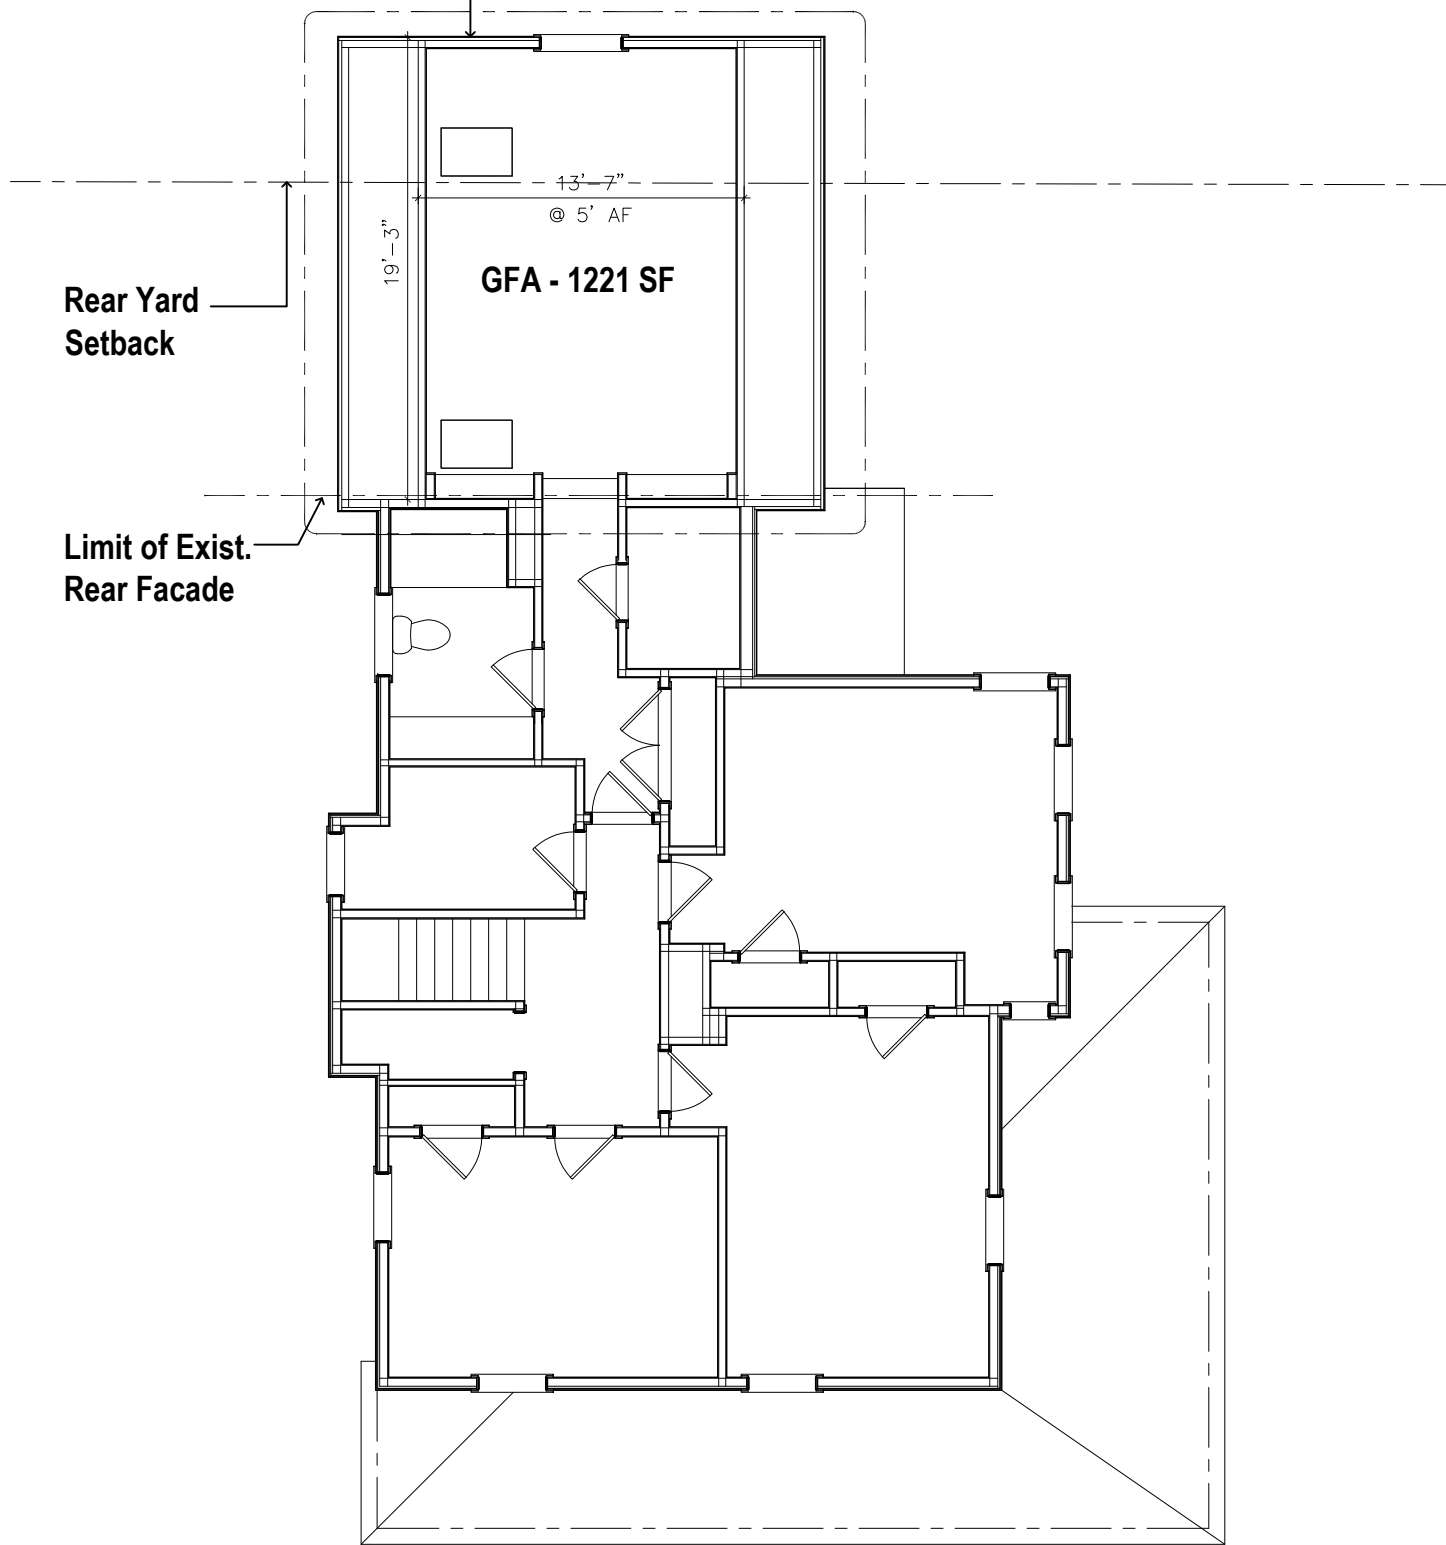 13'-7"
@ 5' AF
19'-3"
GFA - 1221 SF
Rear Yard
Setback
Limit of Exist.
Rear Facade